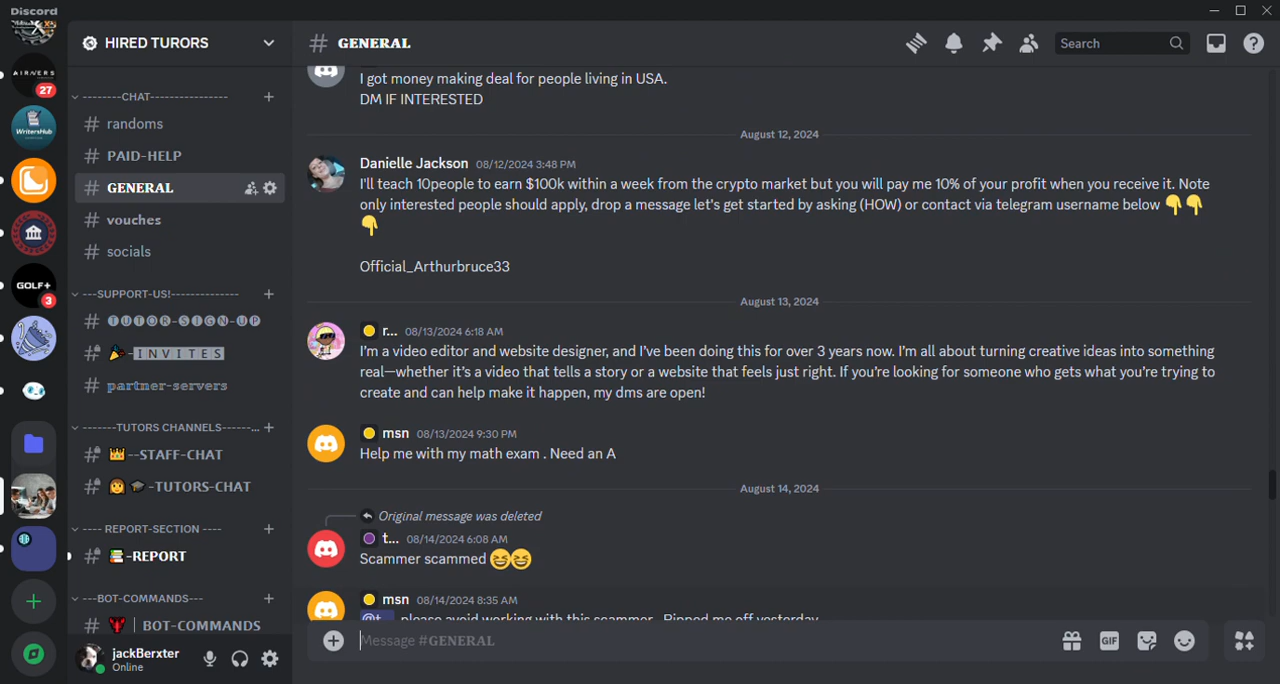 Discord
HIRED TURORS
GENERAL
Search
AIRIVERS
27
WritersHub
GOLF+
3
--------CHAT---------------
randoms
PAID-HELP
GENERAL
vouches
socials
---SUPPORT-US!--------------
🅣🅤🅣🅞🅡-🅢🅘🅖🅝-🅤🅟
🎉-INVITES
partner-servers
-------TUTORS CHANNELS------...
👑--STAFF-CHAT
👩🎓-TUTORS-CHAT
---- REPORT-SECTION ----
📚-REPORT
---BOT-COMMANDS---
| BOT-COMMANDS
jackBerxter
Online
I got money making deal for people living in USA.
DM IF INTERESTED
August 12, 2024
Danielle Jackson 08/12/2024 3:48 PM
I'll teach 10people to earn $100k within a week from the crypto market but you will pay me 10% of your profit when you receive it. Note
only interested people should apply, drop a message let's get started by asking (HOW) or contact via telegram username below 👇👇
👇
Official_Arthurbruce33
August 13, 2024
r... 08/13/2024 6:18 AM
I'm a video editor and website designer, and I've been doing this for over 3 years now. I'm all about turning creative ideas into something
real—whether it's a video that tells a story or a website that feels just right. If you're looking for someone who gets what you're trying to
create and can help make it happen, my dms are open!
msn 08/13/2024 9:30 PM
Help me with my math exam . Need an A
August 14, 2024
Original message was deleted
t... 08/14/2024 6:08 AM
Scammer scammed 😆😆
msn 08/14/2024 8:35 AM
@t... please avoid working with this scammer . Ripped me off yesterday
Message #GENERAL
GIF